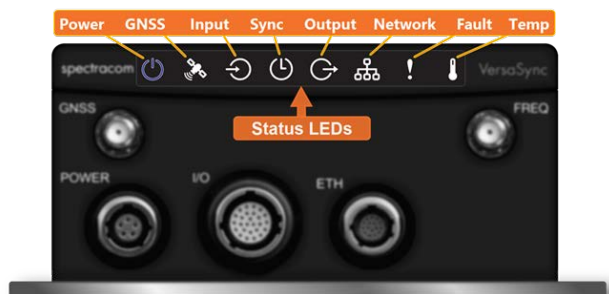 Power GNSS Input Sync Output Network Fault Temp
spectracom VersaSync
Status LEDs
GNSS FREQ
POWER I/O ETH